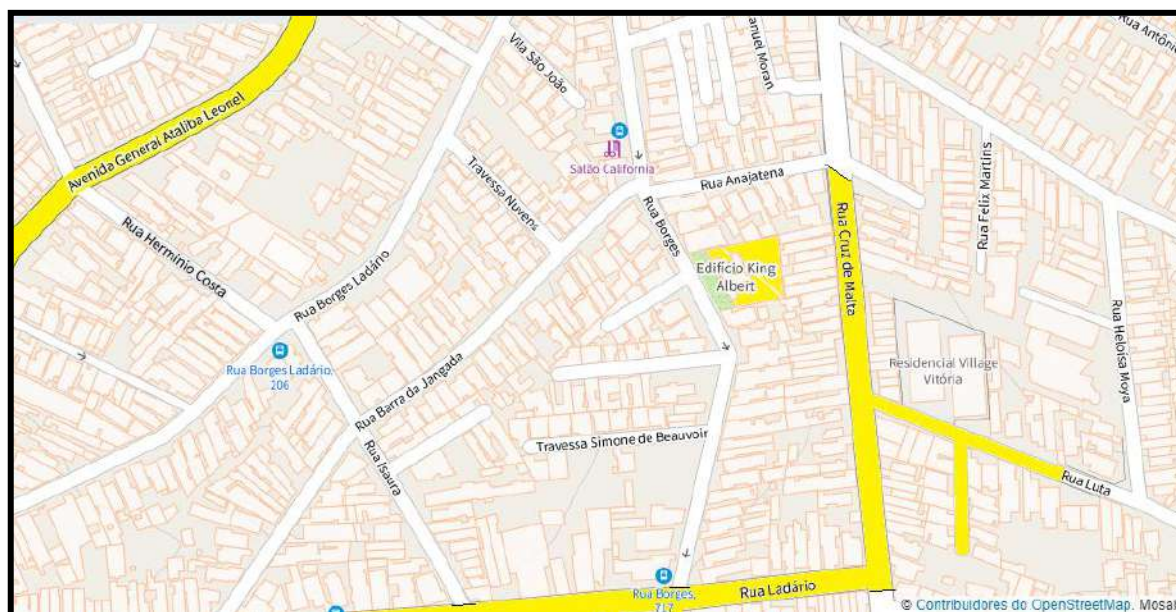 Vila São João
anuel Moran
Rua Antôni
Avenida General Ataliba Leonel
Salão California
Travessa Nuvens
Rua Anajatena
Rua Felix Martins
Rua Borges
Rua Cruz de Malta
Rua Hermínio Costa
Rua Borges Ladário
Edifício King
Albert
Rua Heloisa Moya
Rua Borges Ladário,
206
Residencial Village
Vitória
Rua Barra da Jangada
Travessa Simone de Beauvoir
Rua Isaura
Rua Luta
Rua Borges,
717
Rua Ladário
© Contribuidores do OpenStreetMap. Mosa